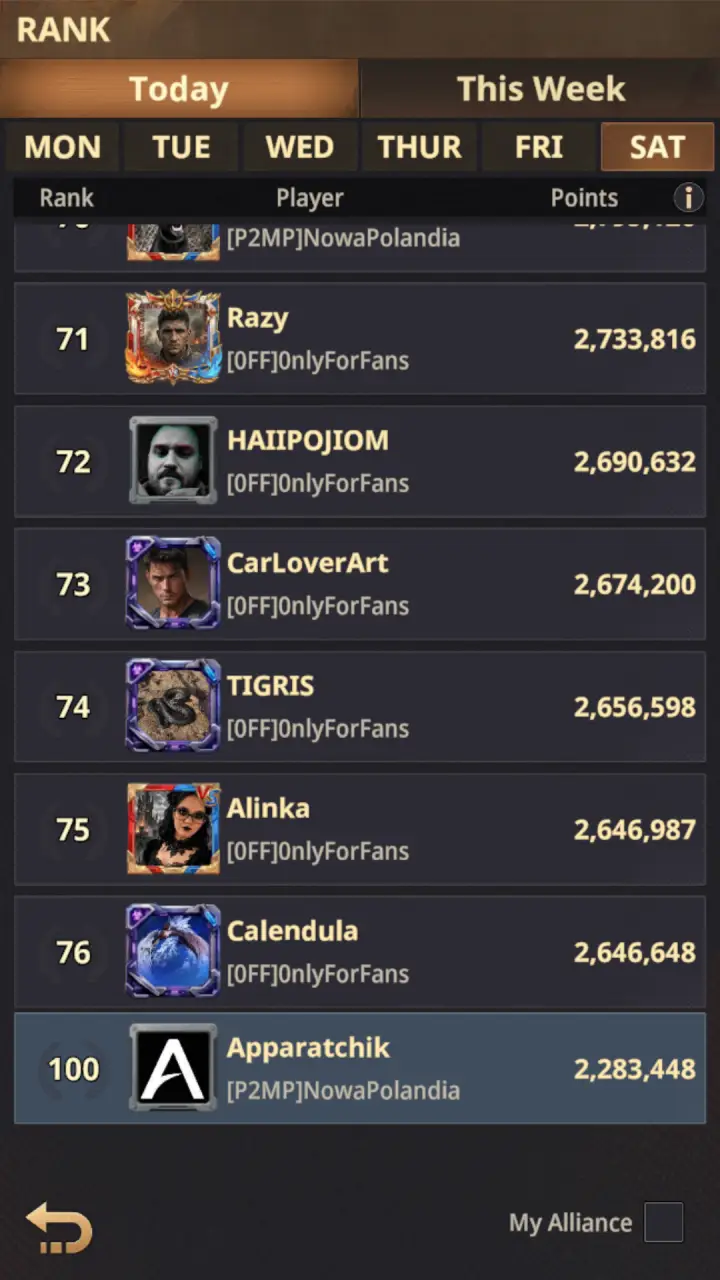 RANK
Today
This Week
MON
TUE
WED
THUR
FRI
SAT
Rank
Player
Points
[P2MP]NowaPolandia
71
Razy
[0FF]0nlyForFans
2,733,816
72
HAIIPOJIOM
[0FF]0nlyForFans
2,690,632
73
CarLoverArt
[0FF]0nlyForFans
2,674,200
74
TIGRIS
[0FF]0nlyForFans
2,656,598
75
Alinka
[0FF]0nlyForFans
2,646,987
76
Calendula
[0FF]0nlyForFans
2,646,648
100
Apparatchik
[P2MP]NowaPolandia
2,283,448
My Alliance